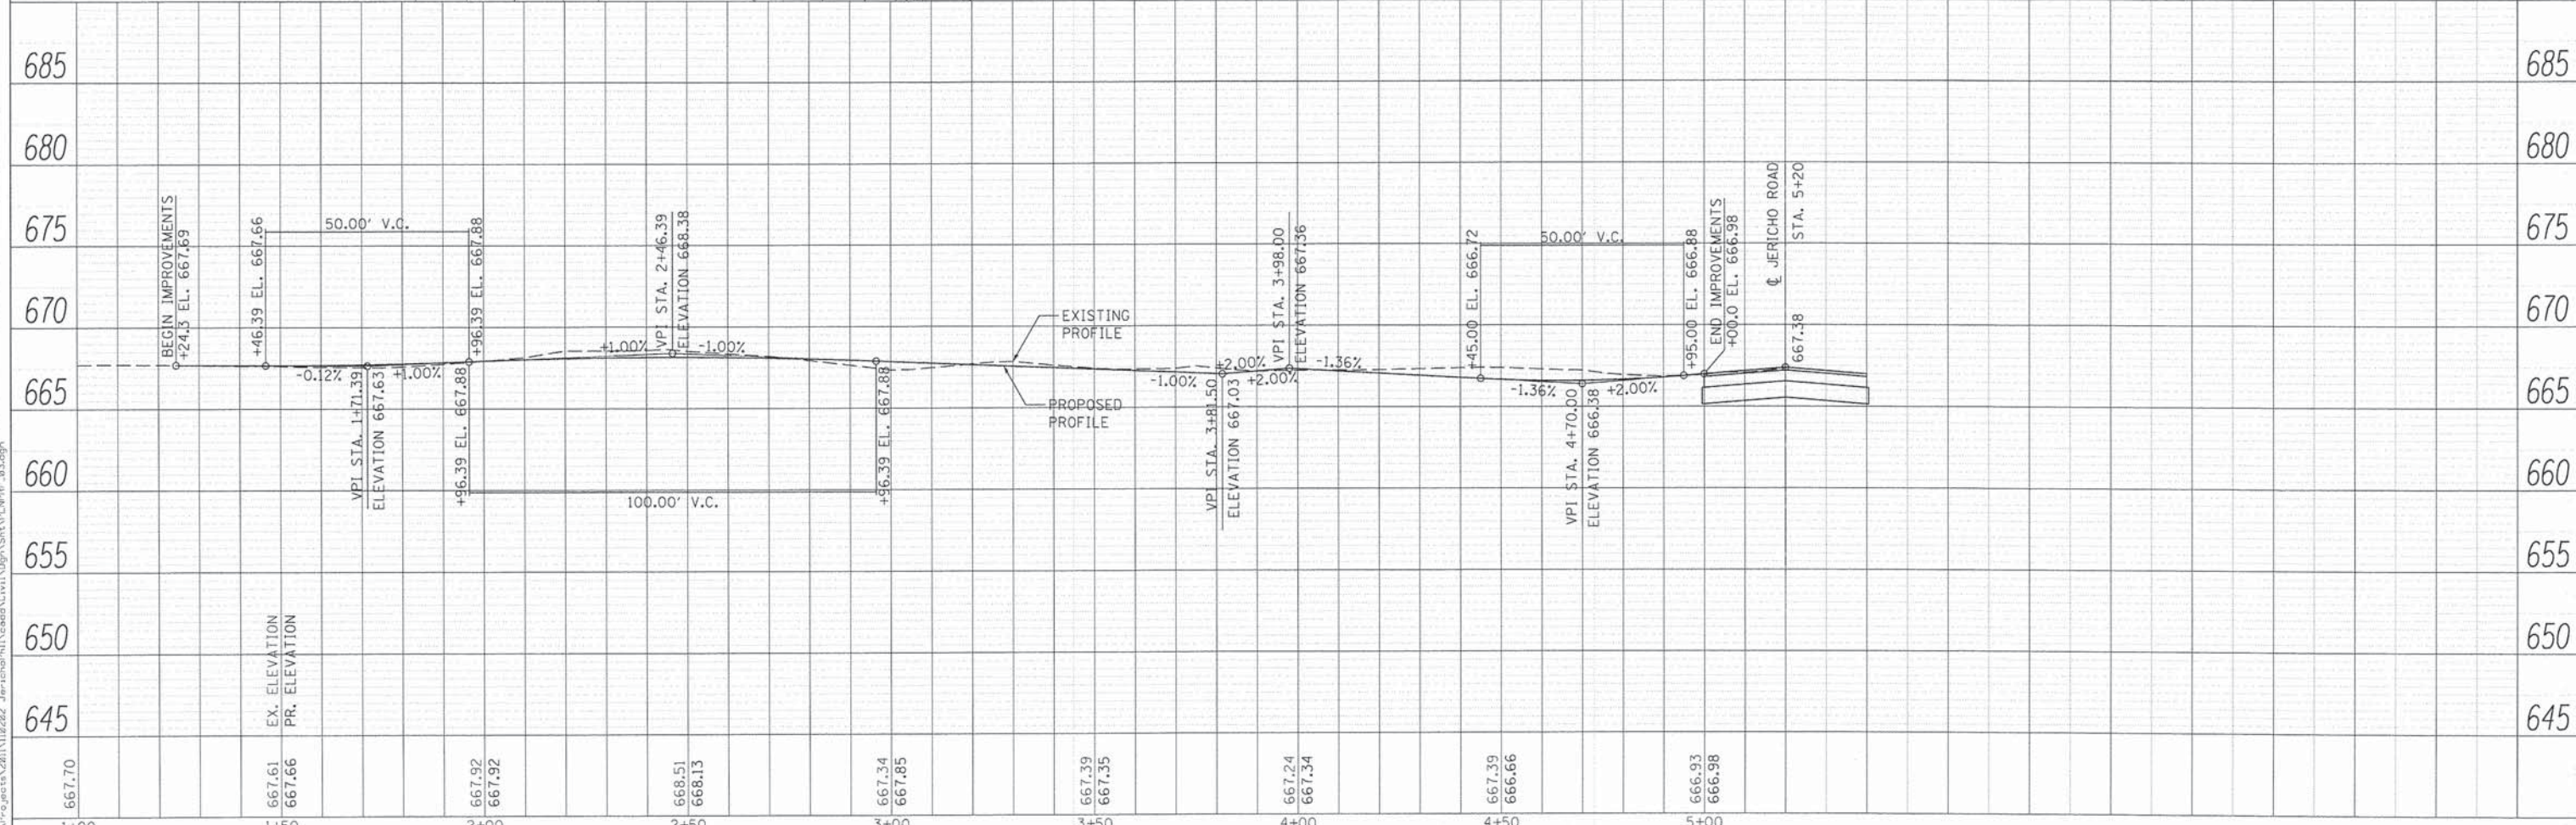 685
685
680
680
675
675
670
670
665
665
660
660
655
655
650
650
645
645
BEGIN IMPROVEMENTS
+24.3 EL. 667.69
+46.39 EL. 667.66
50.00' V.C.
+96.39 EL. 667.88
-0.12%
VPI STA. 1+71.39
ELEVATION 667.63
+1.00%
+96.39 EL. 667.88
+1.00%
VPI STA. 2+46.39
ELEVATION 668.38
-1.00%
100.00' V.C.
+96.39 EL. 667.88
EXISTING
PROFILE
PROPOSED
PROFILE
-1.00%
VPI STA. 3+81.50
ELEVATION 667.03
+2.00%
+2.00%
VPI STA. 3+98.00
ELEVATION 667.36
-1.36%
+45.00 EL. 666.72
50.00' V.C.
+95.00 EL. 666.88
-1.36%
VPI STA. 4+70.00
ELEVATION 666.38
+2.00%
END IMPROVEMENTS
+00.0 EL. 666.98
℄ JERICHO ROAD
STA. 5+20
667.38
EX. ELEVATION
PR. ELEVATION
667.70
667.61
667.66
667.92
667.92
668.51
668.13
667.34
667.85
667.39
667.35
667.24
667.34
667.39
666.66
666.93
666.98
1+00
1+50
2+00
2+50
3+00
3+50
4+00
4+50
5+00